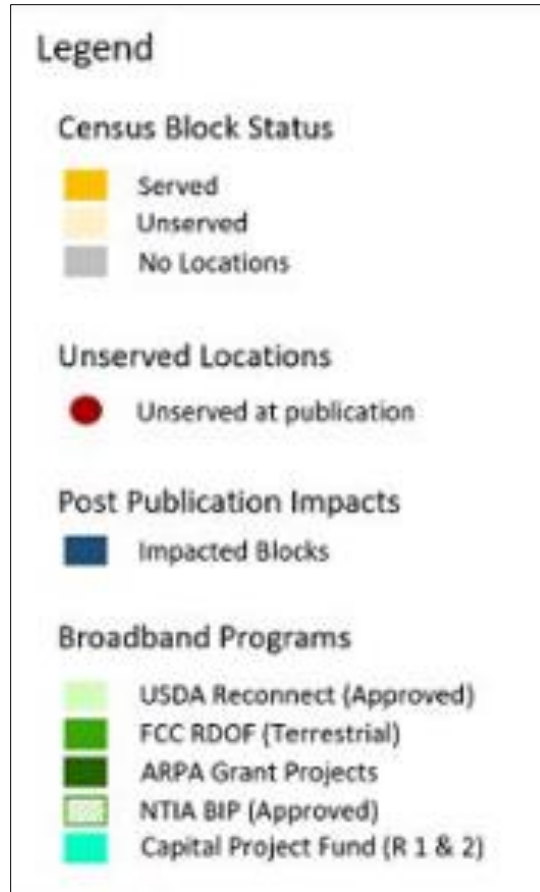 Legend
Census Block Status
Served
Unserved
No Locations
Unserved Locations
Unserved at publication
Post Publication Impacts
Impacted Blocks
Broadband Programs
USDA Reconnect (Approved)
FCC RDOF (Terrestrial)
ARPA Grant Projects
NTIA BIP (Approved)
Capital Project Fund (R 1 & 2)